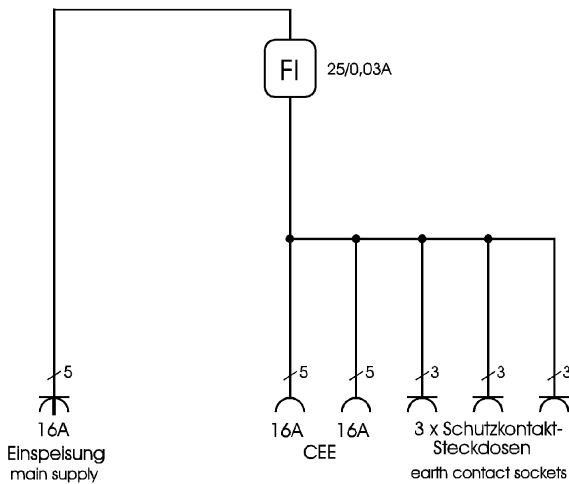 FI
25/0,03A
5
5
5
3
3
3
16A
16A
16A
3 x Schutzkontakt-
Steckdosen
Einspeisung
main supply
CEE
earth contact sockets